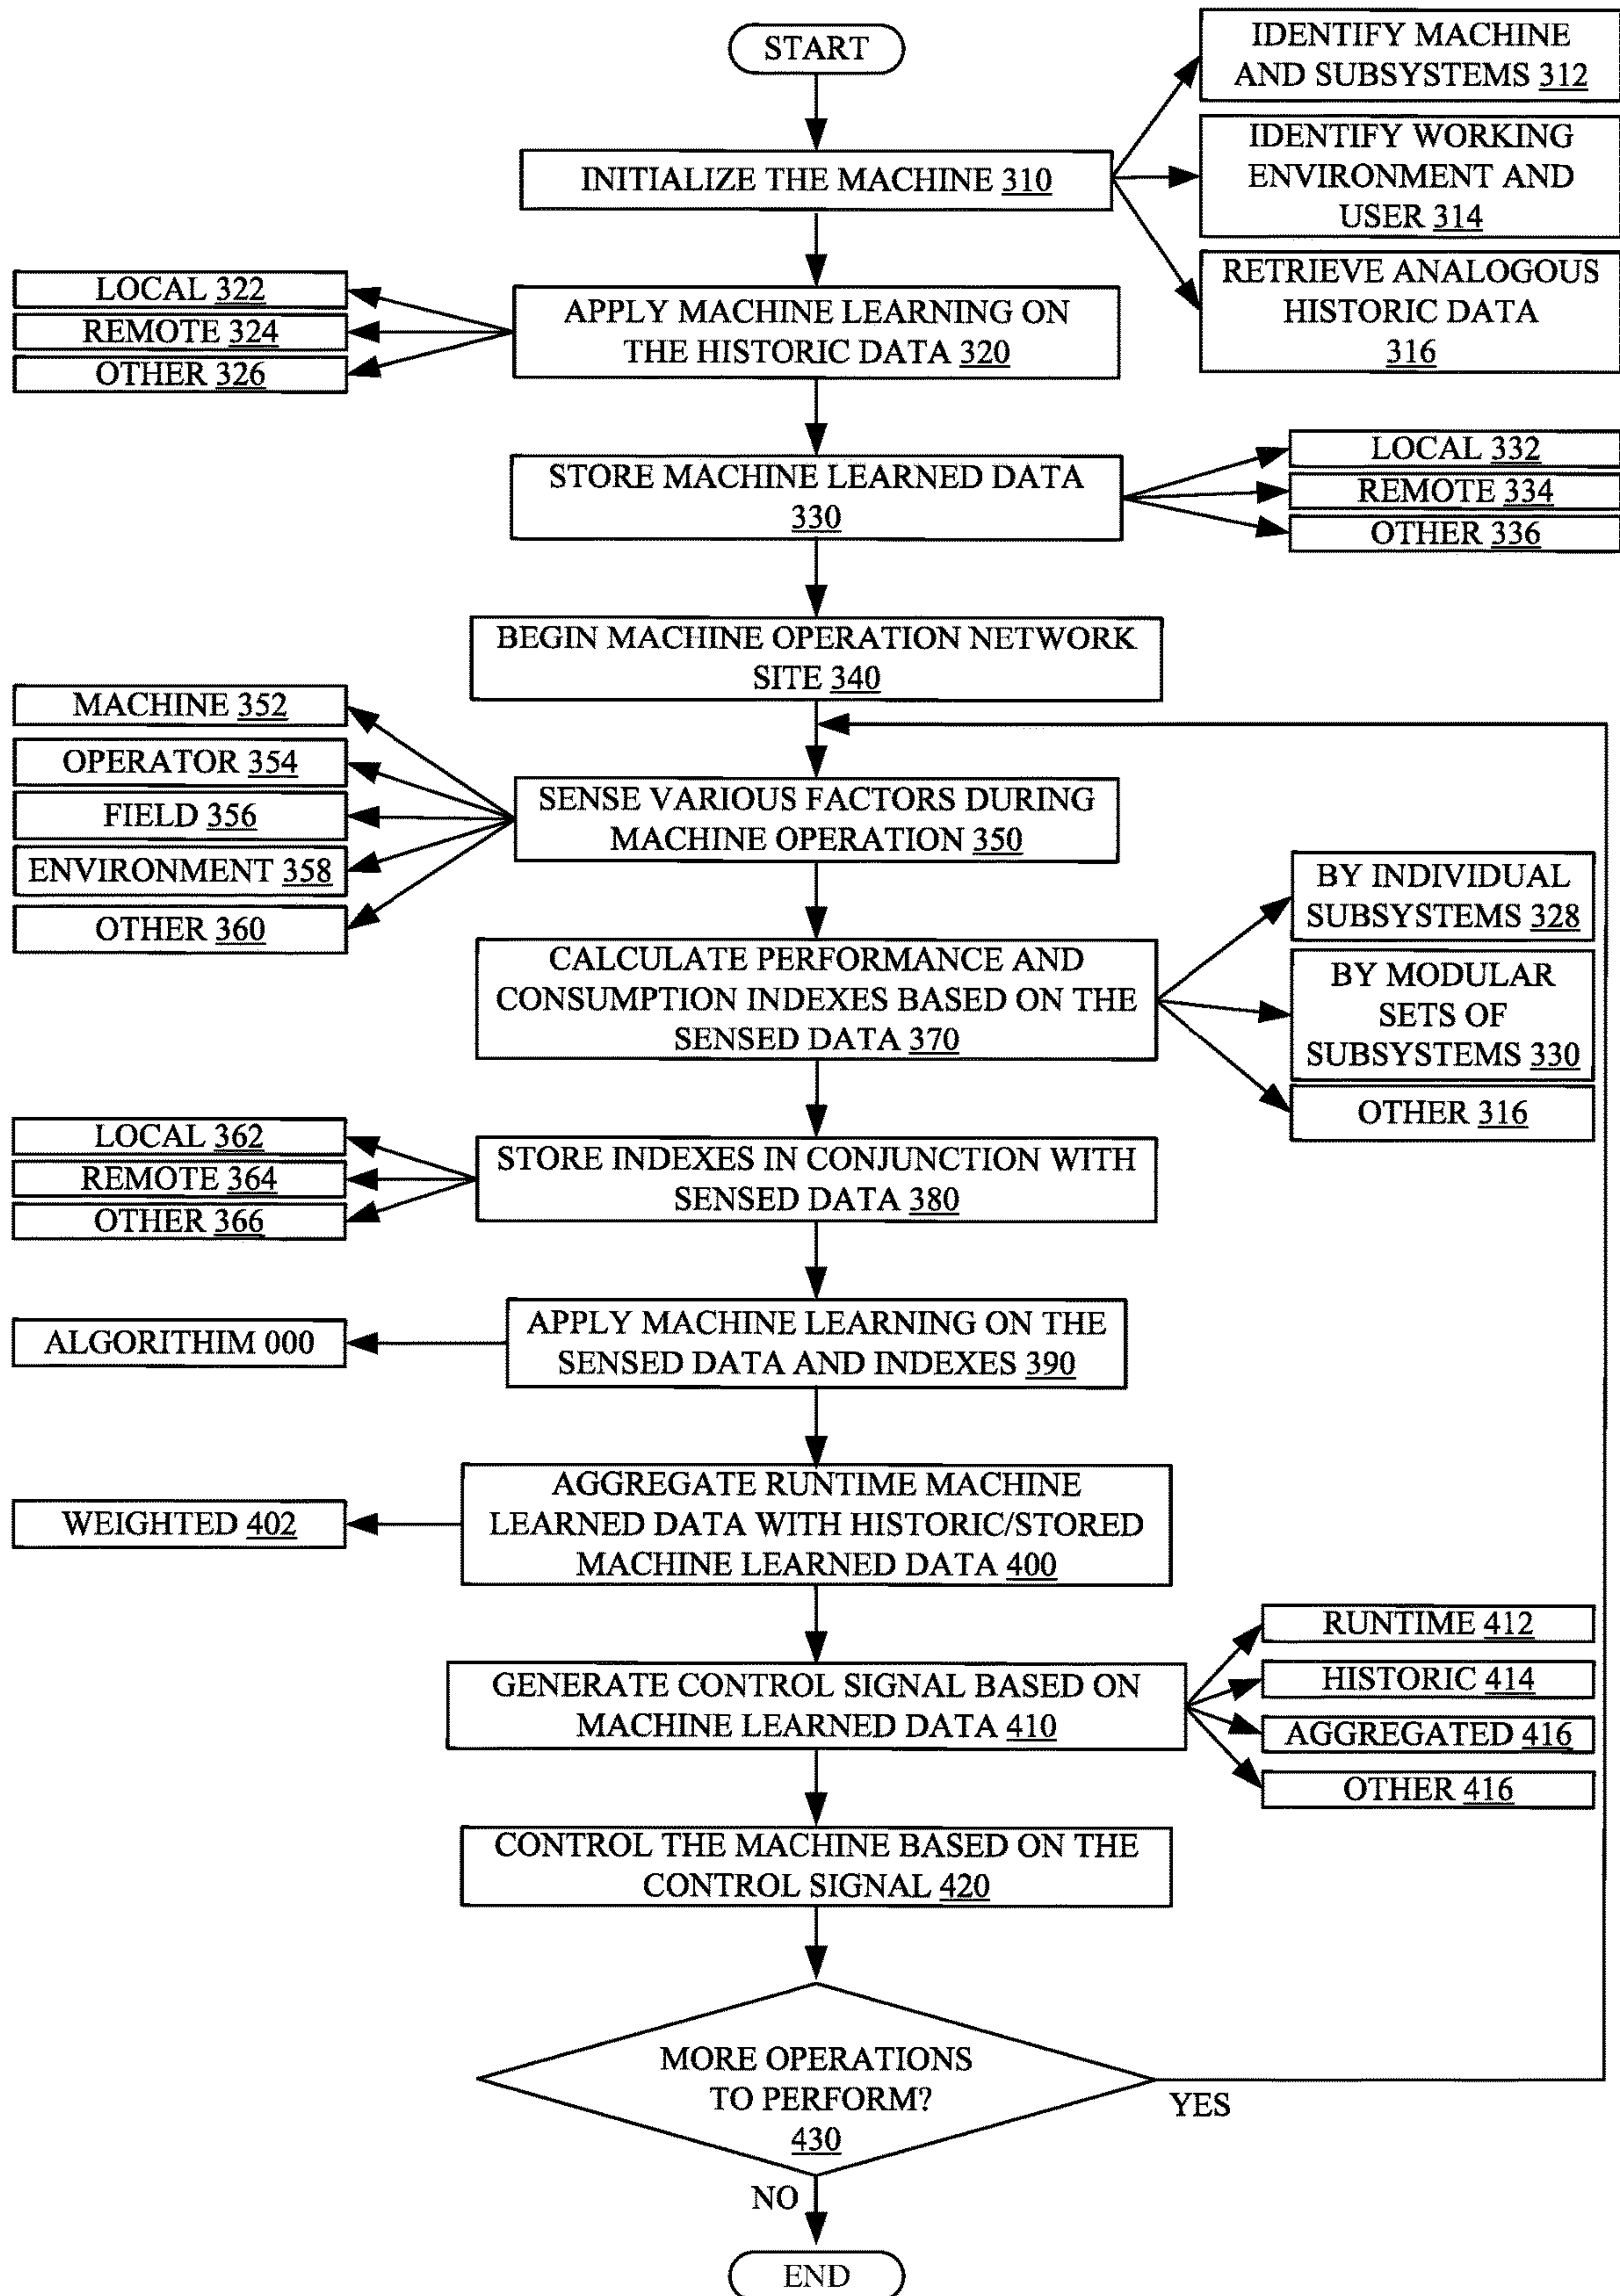 START
IDENTIFY MACHINE
AND SUBSYSTEMS 312
INITIALIZE THE MACHINE 310
IDENTIFY WORKING
ENVIRONMENT AND
USER 314
RETRIEVE ANALOGOUS
HISTORIC DATA
316
LOCAL 322
REMOTE 324
OTHER 326
APPLY MACHINE LEARNING ON
THE HISTORIC DATA 320
STORE MACHINE LEARNED DATA
330
LOCAL 332
REMOTE 334
OTHER 336
BEGIN MACHINE OPERATION NETWORK
SITE 340
MACHINE 352
OPERATOR 354
FIELD 356
ENVIRONMENT 358
OTHER 360
SENSE VARIOUS FACTORS DURING
MACHINE OPERATION 350
CALCULATE PERFORMANCE AND
CONSUMPTION INDEXES BASED ON THE
SENSED DATA 370
BY INDIVIDUAL
SUBSYSTEMS 328
BY MODULAR
SETS OF
SUBSYSTEMS 330
OTHER 316
LOCAL 362
REMOTE 364
OTHER 366
STORE INDEXES IN CONJUNCTION WITH
SENSED DATA 380
ALGORITHIM 000
APPLY MACHINE LEARNING ON THE
SENSED DATA AND INDEXES 390
WEIGHTED 402
AGGREGATE RUNTIME MACHINE
LEARNED DATA WITH HISTORIC/STORED
MACHINE LEARNED DATA 400
GENERATE CONTROL SIGNAL BASED ON
MACHINE LEARNED DATA 410
RUNTIME 412
HISTORIC 414
AGGREGATED 416
OTHER 416
CONTROL THE MACHINE BASED ON THE
CONTROL SIGNAL 420
MORE OPERATIONS
TO PERFORM?
430
YES
NO
END